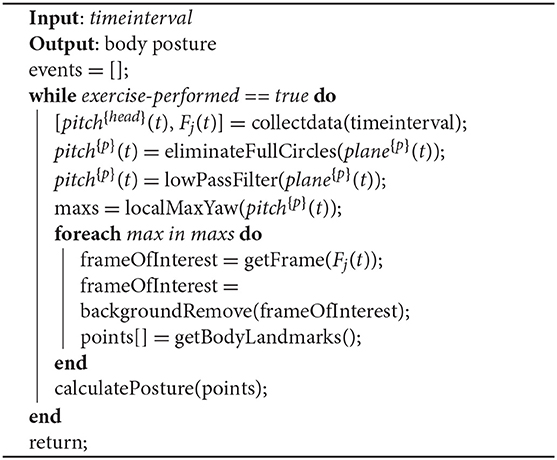 Input: timeinterval
Output: body posture
events = [];
while exercise-performed == true do
[pitch^{head}(t), F_j(t)] = collectdata(timeinterval);
pitch^{p}(t) = eliminateFullCircles(plane^{p}(t));
pitch^{p}(t) = lowPassFilter(plane^{p}(t));
maxs = localMaxYaw(pitch^{p}(t));
foreach max in maxs do
frameOfInterest = getFrame(F_j(t));
frameOfInterest =
backgroundRemove(frameOfInterest);
points[] = getBodyLandmarks();
end
calculatePosture(points);
end
return;